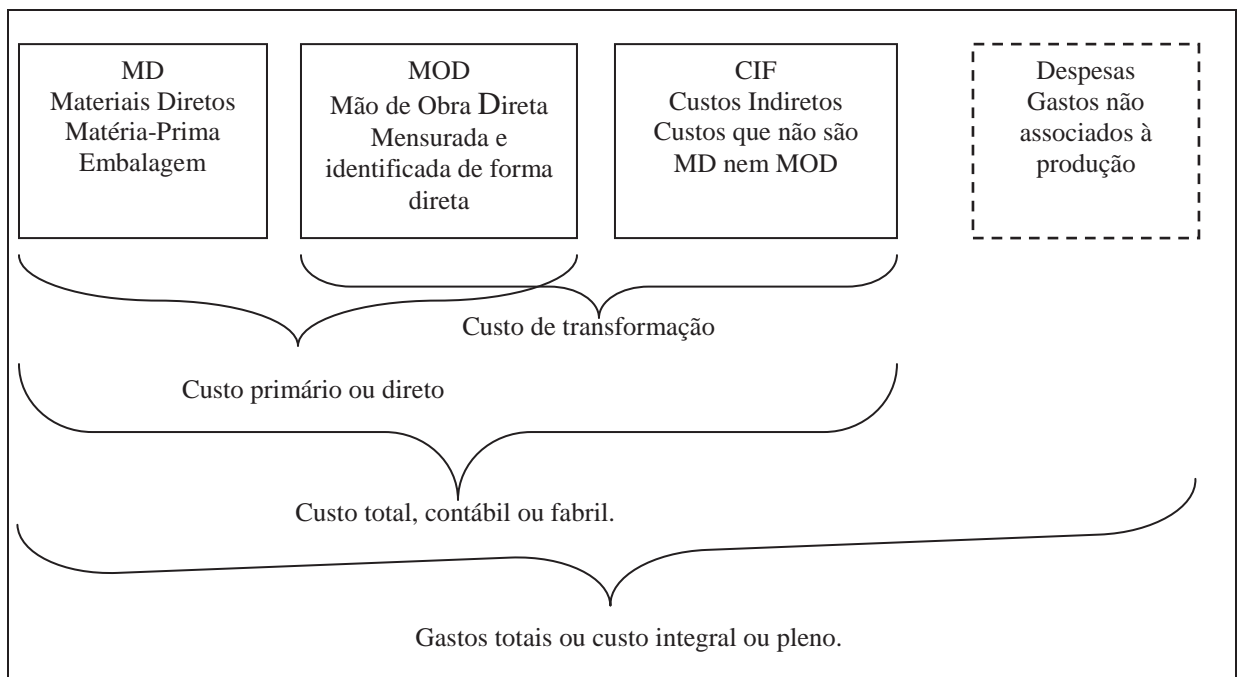 MD
Materiais Diretos
Matéria-Prima
Embalagem
MOD
Mão de Obra Direta
Mensurada e
identificada de forma
direta
CIF
Custos Indiretos
Custos que não são
MD nem MOD
Despesas
Gastos não
associados à
produção
Custo de transformação
Custo primário ou direto
Custo total, contábil ou fabril.
Gastos totais ou custo integral ou pleno.